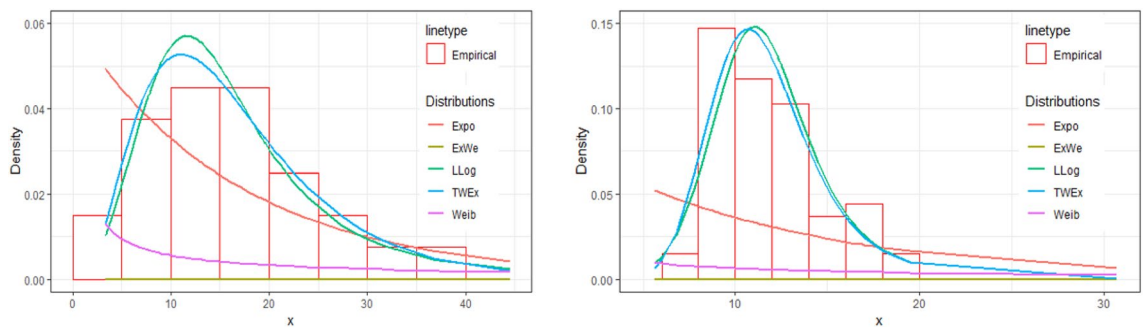 0.06
0.04
0.02
0.00
Density
0
10
20
30
40
x
linetype
Empirical
Distributions
Expo
ExWe
LLog
TWEx
Weib
0.15
0.10
0.05
0.00
Density
10
20
30
x
linetype
Empirical
Distributions
Expo
ExWe
LLog
TWEx
Weib